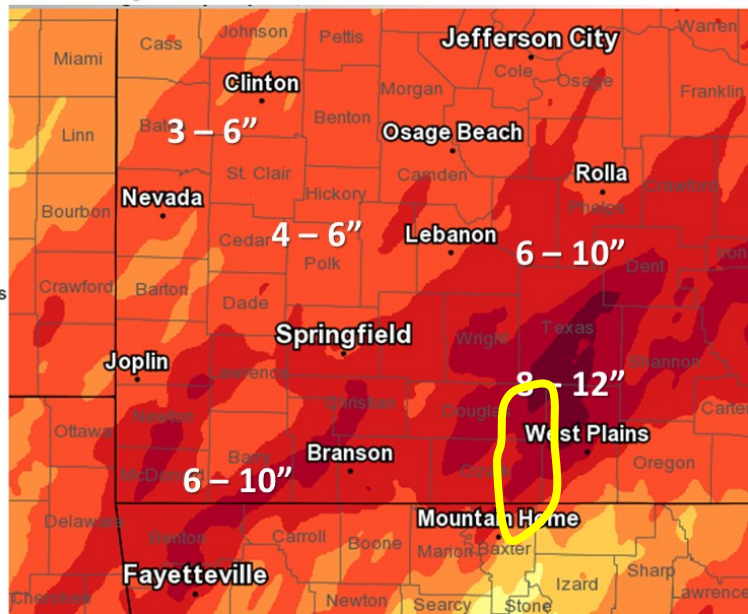 Johnson
Warren
Cass
Pettis
Jefferson City
Miami
Cole
Osage
Clinton
Morgan
Franklin
Benton
Bat
3 – 6”
Osage Beach
Linn
St. Clair
Camden
Rolla
Crawford
Nevada
Hickory
Phelps
Bourbon
Cedar
4 – 6”
Lebanon
6 – 10”
Polk
Dent
Iron
Crawford
Barton
s
Dade
Springfield
Wright
Texas
Joplin
Shannon
Lawrence
8 – 12”
Christian
Douglas
Carter
Newton
Ottawa
West Plains
Branson
Barry
Oregon
McDonald
6 – 10”
Ozark
Mountain Home
Delaware
Benton
Carroll
Boone
Marion
Baxter
Fayetteville
Izard
Sharp
Cherokee
Newton
Searcy
Stone
Lawrence